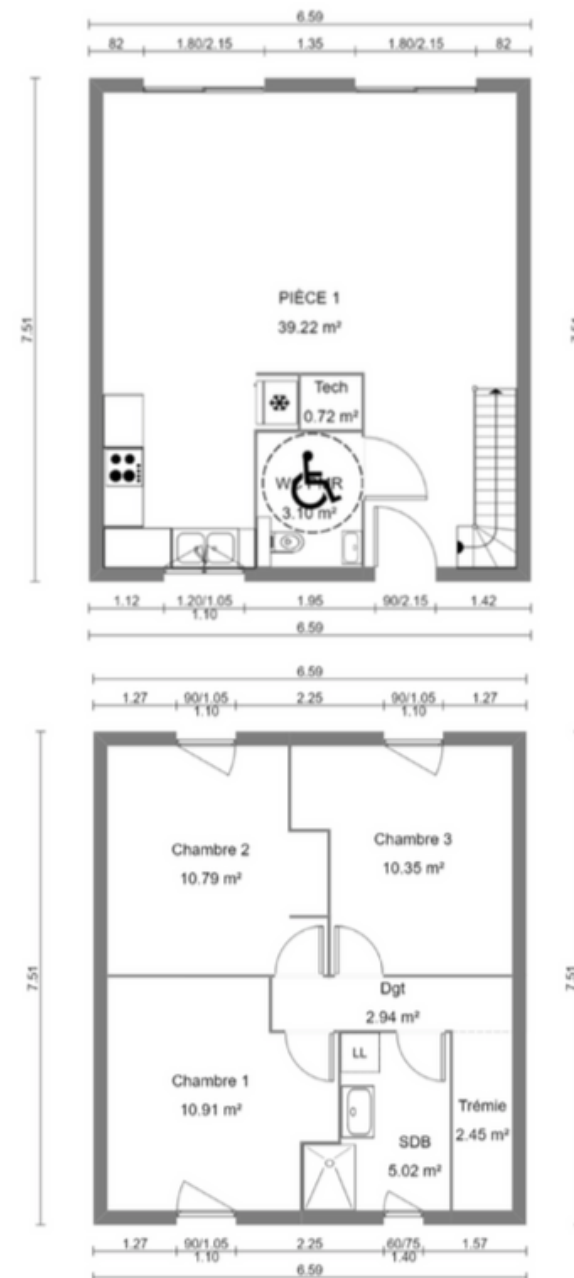 6.59
82 1.80/2.15 1.35 1.80/2.15 82
7.51
7.51
PIÈCE 1
39.22 m²
Tech
0.72 m²
3.10 m²
1.12 1.20/1.05 1.95 90/2.15 1.42
1.10
6.59
6.59
1.27 90/1.05 2.25 90/1.05 1.27
1.10 1.10
7.51
7.51
Chambre 2
10.79 m²
Chambre 3
10.35 m²
Dgt
2.94 m²
LL
Chambre 1
10.91 m²
Trémie
2.45 m²
SDB
5.02 m²
1.27 90/1.05 2.25 60/75 1.57
1.10 1.40
6.59